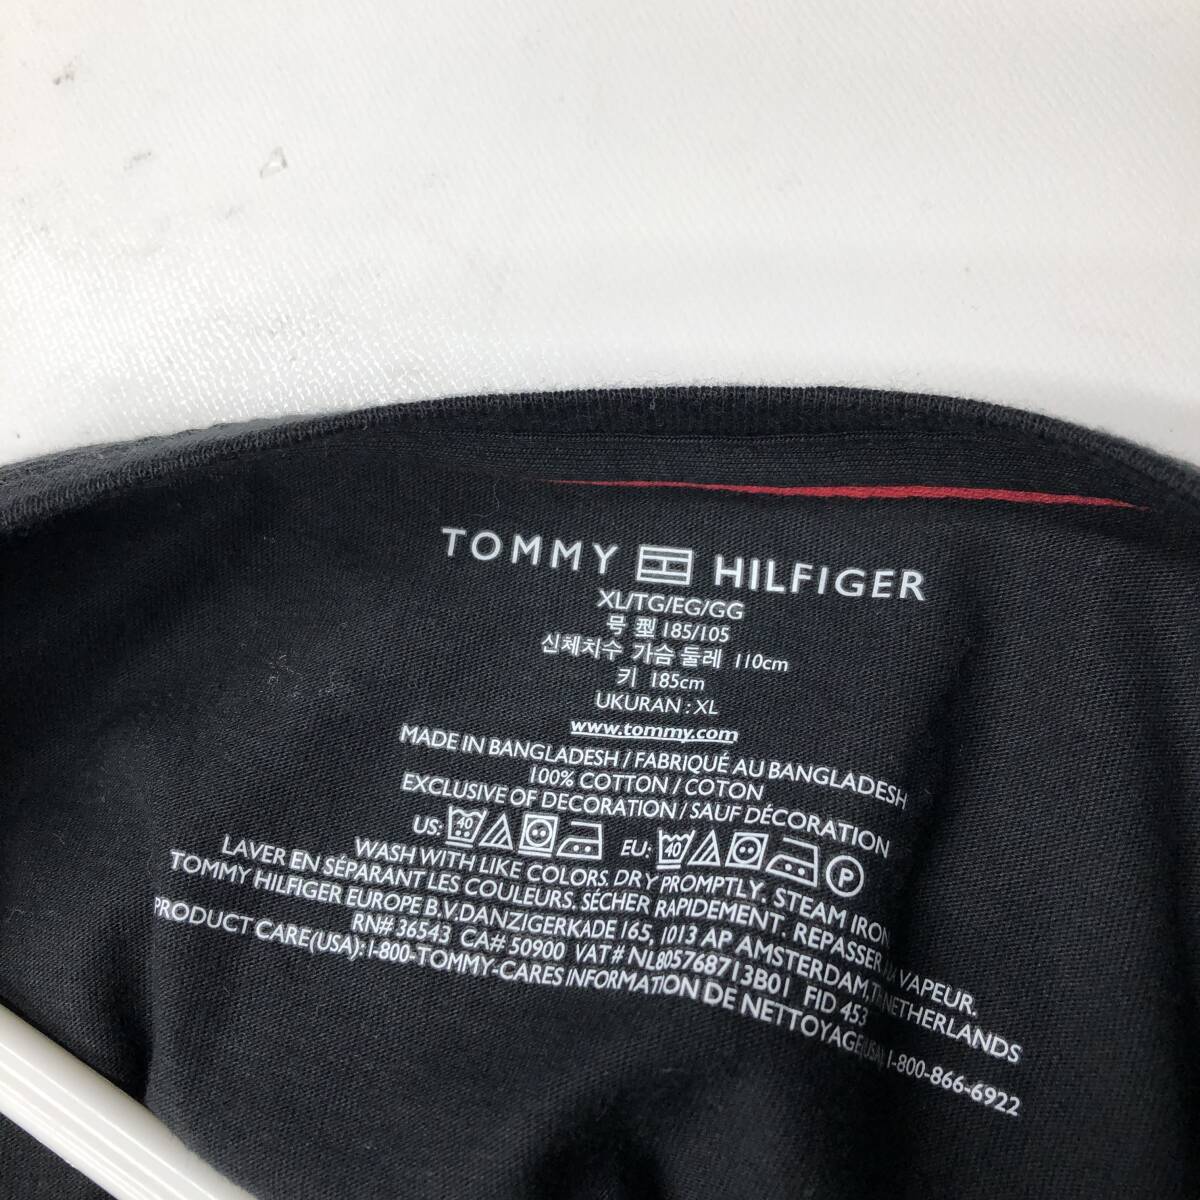 TOMMY HILFIGER
XL/TG/EG/GG
号 型 185/105
신체치수 가슴 둘레 110cm
키 185cm
UKURAN : XL
www.tommy.com
MADE IN BANGLADESH / FABRIQUÉ AU BANGLADESH
100% COTTON / COTON
EXCLUSIVE OF DECORATION / SAUF DÉCORATION
US: 40 EU: 40 P
WASH WITH LIKE COLORS. DRY PROMPTLY. STEAM IRON.
LAVER EN SÉPARANT LES COULEURS. SÉCHER RAPIDEMENT. REPASSER À LA VAPEUR.
TOMMY HILFIGER EUROPE B.V. DANZIGERKADE 165, 1013 AP AMSTERDAM, THE NETHERLANDS
RN# 36543 CA# 50900 VAT# NL805768713B01 FID 453
PRODUCT CARE(USA): 1-800-TOMMY-CARES INFORMATION DE NETTOYAGE(USA) 1-800-866-6922